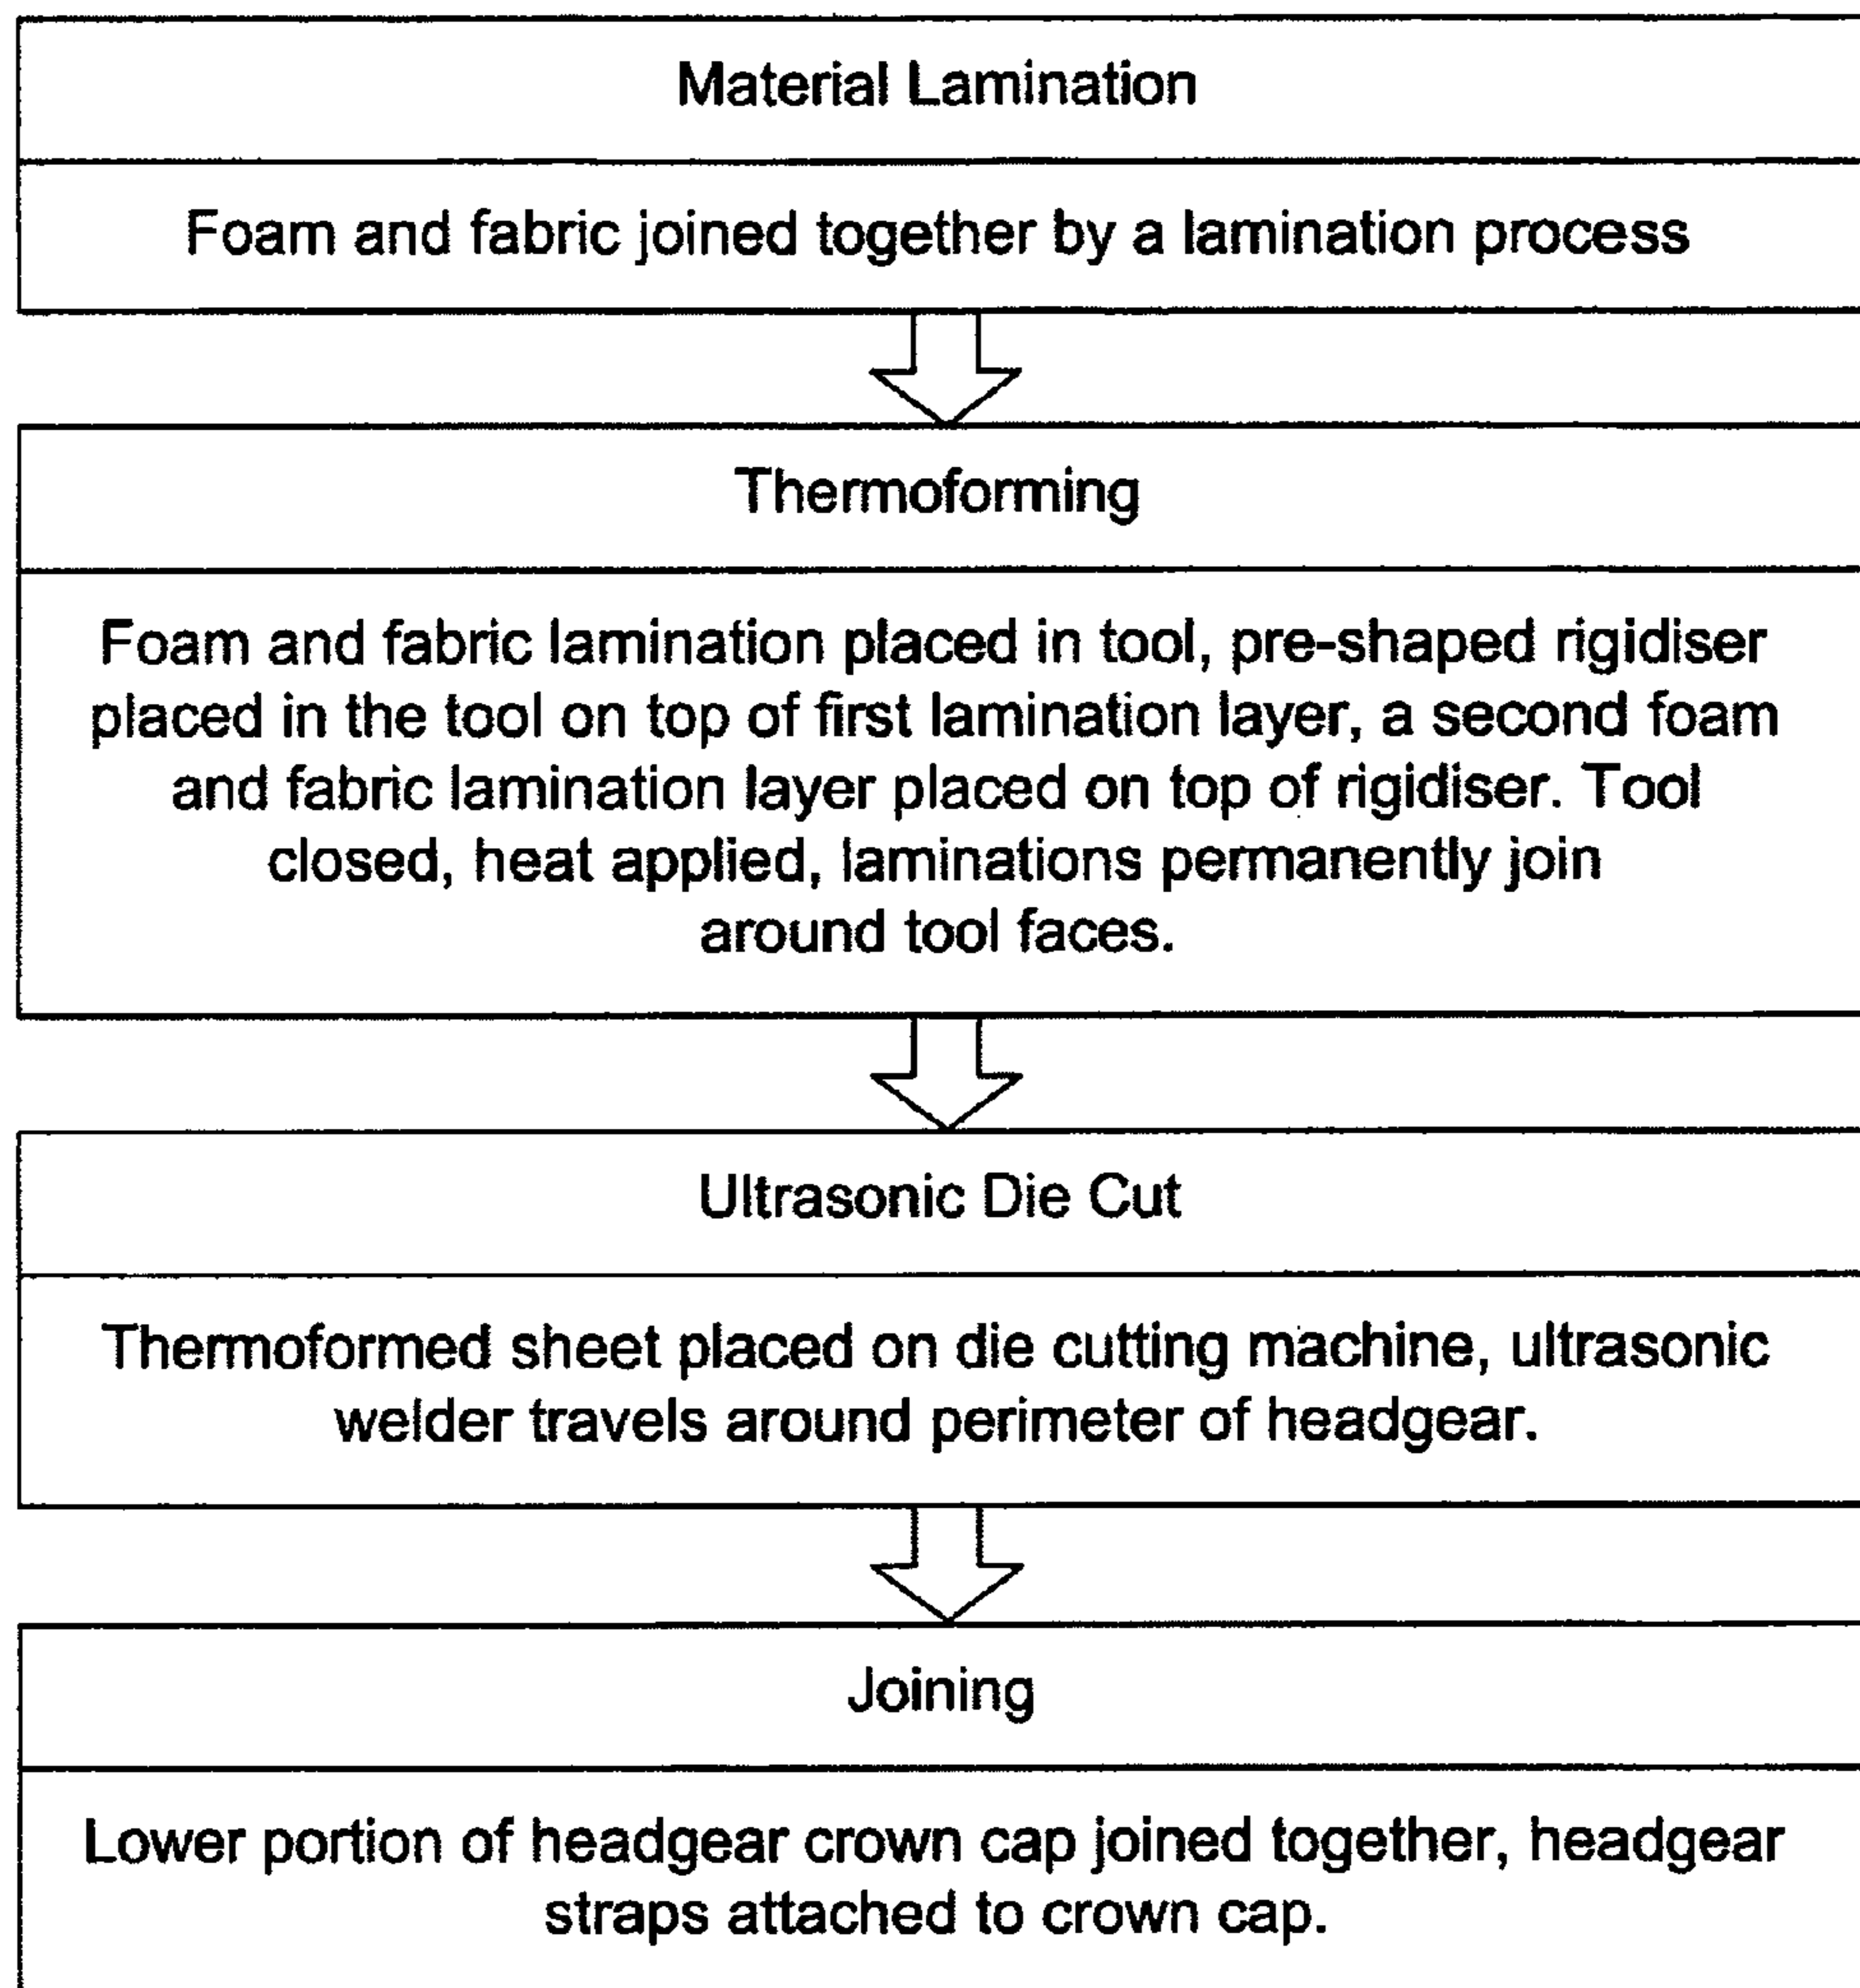 Material Lamination
Foam and fabric joined together by a lamination process
Thermoforming
Foam and fabric lamination placed in tool, pre-shaped rigidiser
placed in the tool on top of first lamination layer, a second foam
and fabric lamination layer placed on top of rigidiser. Tool
closed, heat applied, laminations permanently join
around tool faces.
Ultrasonic Die Cut
Thermoformed sheet placed on die cutting machine, ultrasonic
welder travels around perimeter of headgear.
Joining
Lower portion of headgear crown cap joined together, headgear
straps attached to crown cap.